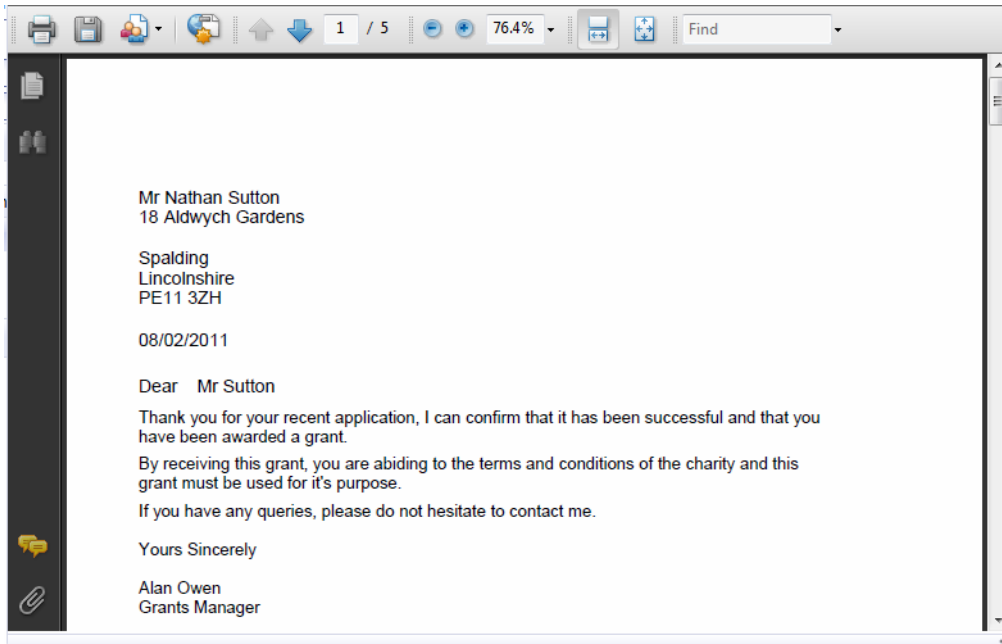 1 / 5 76.4% Find
Mr Nathan Sutton
18 Aldwych Gardens
Spalding
Lincolnshire
PE11 3ZH
08/02/2011
Dear Mr Sutton
Thank you for your recent application, I can confirm that it has been successful and that you
have been awarded a grant.
By receiving this grant, you are abiding to the terms and conditions of the charity and this
grant must be used for it's purpose.
If you have any queries, please do not hesitate to contact me.
Yours Sincerely
Alan Owen
Grants Manager